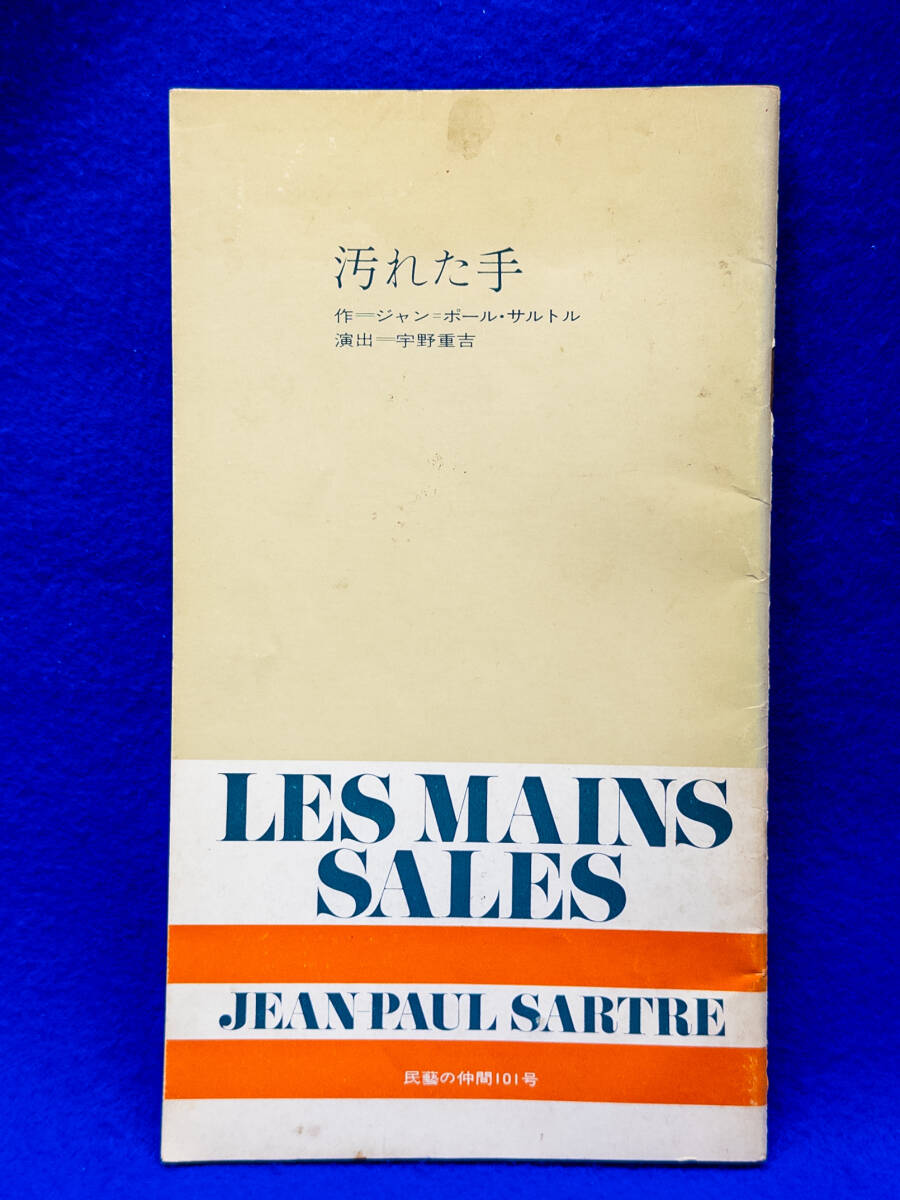 汚れた手
作＝ジャン＝ポール・サルトル
演出＝宇野重吉
LES MAINS
SALES
JEAN-PAUL SARTRE
民藝の仲間101号